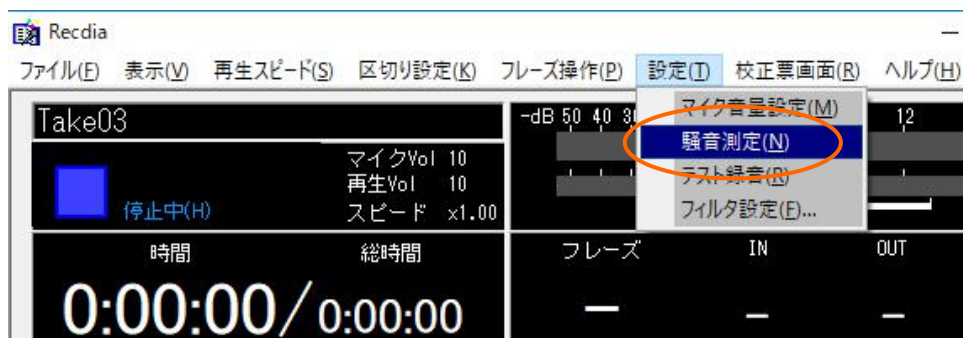 Recdia
ファイル(F) 表示(V) 再生スピード(S) 区切り設定(K) フレーズ操作(P) 設定(T) 校正票画面(R) ヘルプ(H)
Take03
-dB 50 40 30 12
マイク音量設定(M)
騒音測定(N)
テスト録音(R)
フィルタ設定(F)...
マイクVol 10
再生Vol 10
スピード x1.00
停止中(H)
時間 総時間 フレーズ IN OUT
0:00:00/0:00:00 — — —